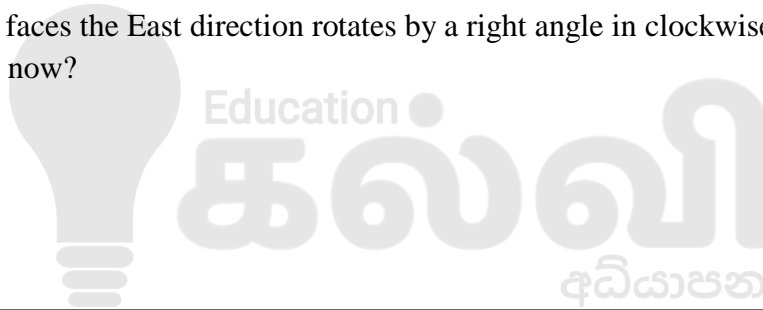 faces the East direction rotates by a right angle in clockwise
now?
Education
கல்வி
අධ්‍යාපන